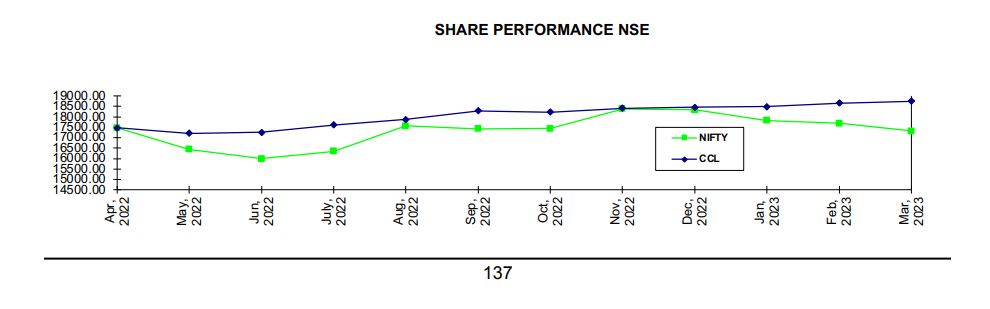 SHARE PERFORMANCE NSE
19000.00
18500.00
18000.00
17500.00
17000.00
16500.00
16000.00
15500.00
15000.00
14500.00
NIFTY
CCL
Apr,
2022
May,
2022
Jun,
2022
July,
2022
Aug,
2022
Sep,
2022
Oct,
2022
Nov,
2022
Dec,
2022
Jan,
2023
Feb,
2023
Mar,
2023
137